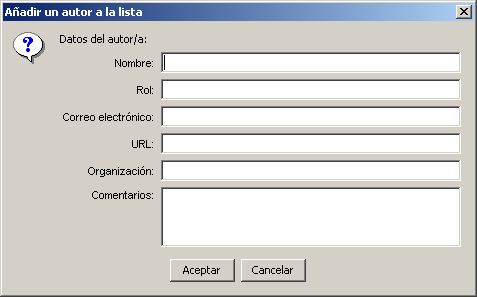 Añadir un autor a la lista
?
Datos del autor/a:
Nombre:
Rol:
Correo electrónico:
URL:
Organización:
Comentarios:
Aceptar Cancelar